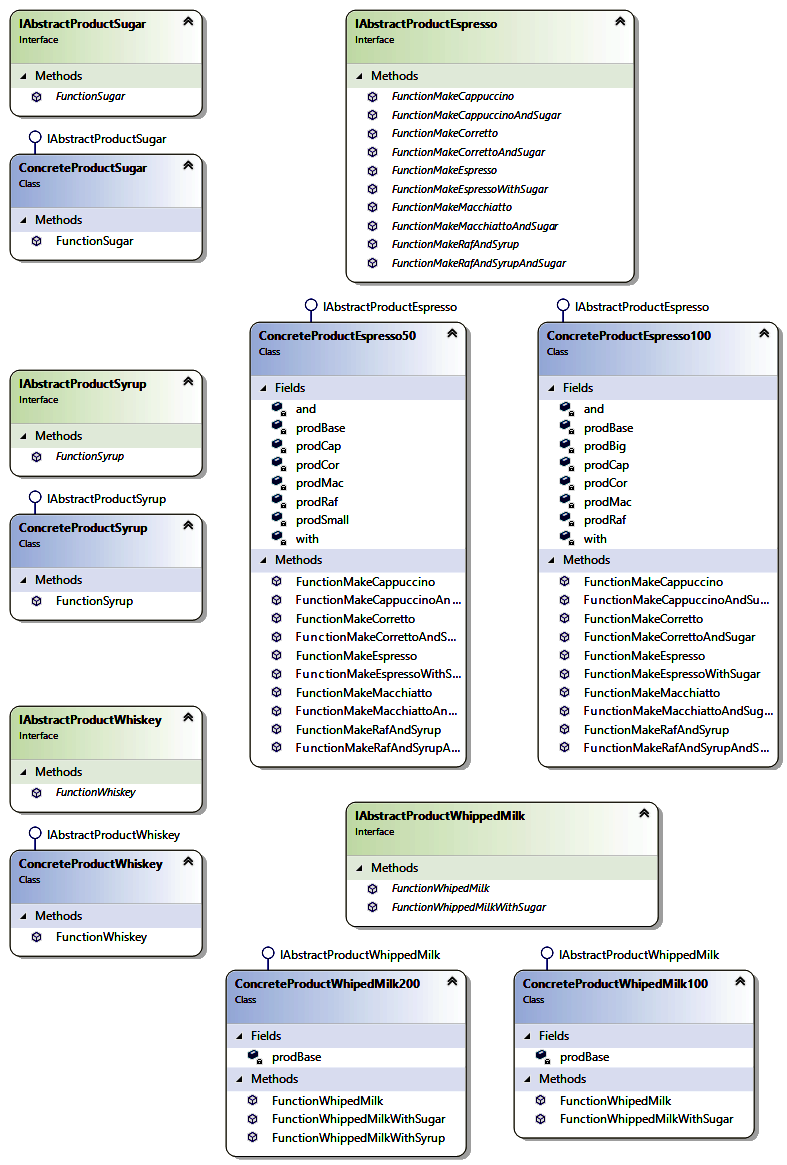 IAbstractProductSugar
Interface
Methods
FunctionSugar
IAbstractProductSugar
ConcreteProductSugar
Class
Methods
FunctionSugar
IAbstractProductEspresso
Interface
Methods
FunctionMakeCappuccino
FunctionMakeCappuccinoAndSugar
FunctionMakeCorretto
FunctionMakeCorrettoAndSugar
FunctionMakeEspresso
FunctionMakeEspressoWithSugar
FunctionMakeMacchiatto
FunctionMakeMacchiattoAndSugar
FunctionMakeRafAndSyrup
FunctionMakeRafAndSyrupAndSugar
IAbstractProductSyrup
Interface
Methods
FunctionSyrup
IAbstractProductSyrup
ConcreteProductSyrup
Class
Methods
FunctionSyrup
IAbstractProductEspresso
ConcreteProductEspresso50
Class
Fields
and
prodBase
prodCap
prodCor
prodMac
prodRaf
prodSmall
with
Methods
FunctionMakeCappuccino
FunctionMakeCappuccinoAn...
FunctionMakeCorretto
FunctionMakeCorrettoAndS...
FunctionMakeEspresso
FunctionMakeEspressoWithS...
FunctionMakeMacchiatto
FunctionMakeMacchiattoAn...
FunctionMakeRafAndSyrup
FunctionMakeRafAndSyrupA...
IAbstractProductEspresso
ConcreteProductEspresso100
Class
Fields
and
prodBase
prodBig
prodCap
prodCor
prodMac
prodRaf
with
Methods
FunctionMakeCappuccino
FunctionMakeCappuccinoAndSu...
FunctionMakeCorretto
FunctionMakeCorrettoAndSugar
FunctionMakeEspresso
FunctionMakeEspressoWithSugar
FunctionMakeMacchiatto
FunctionMakeMacchiattoAndSug...
FunctionMakeRafAndSyrup
FunctionMakeRafAndSyrupAndS...
IAbstractProductWhiskey
Interface
Methods
FunctionWhiskey
IAbstractProductWhiskey
ConcreteProductWhiskey
Class
Methods
FunctionWhiskey
IAbstractProductWhippedMilk
Interface
Methods
FunctionWhipedMilk
FunctionWhippedMilkWithSugar
IAbstractProductWhippedMilk
ConcreteProductWhipedMilk200
Class
Fields
prodBase
Methods
FunctionWhipedMilk
FunctionWhippedMilkWithSugar
FunctionWhippedMilkWithSyrup
IAbstractProductWhippedMilk
ConcreteProductWhipedMilk100
Class
Fields
prodBase
Methods
FunctionWhipedMilk
FunctionWhippedMilkWithSugar